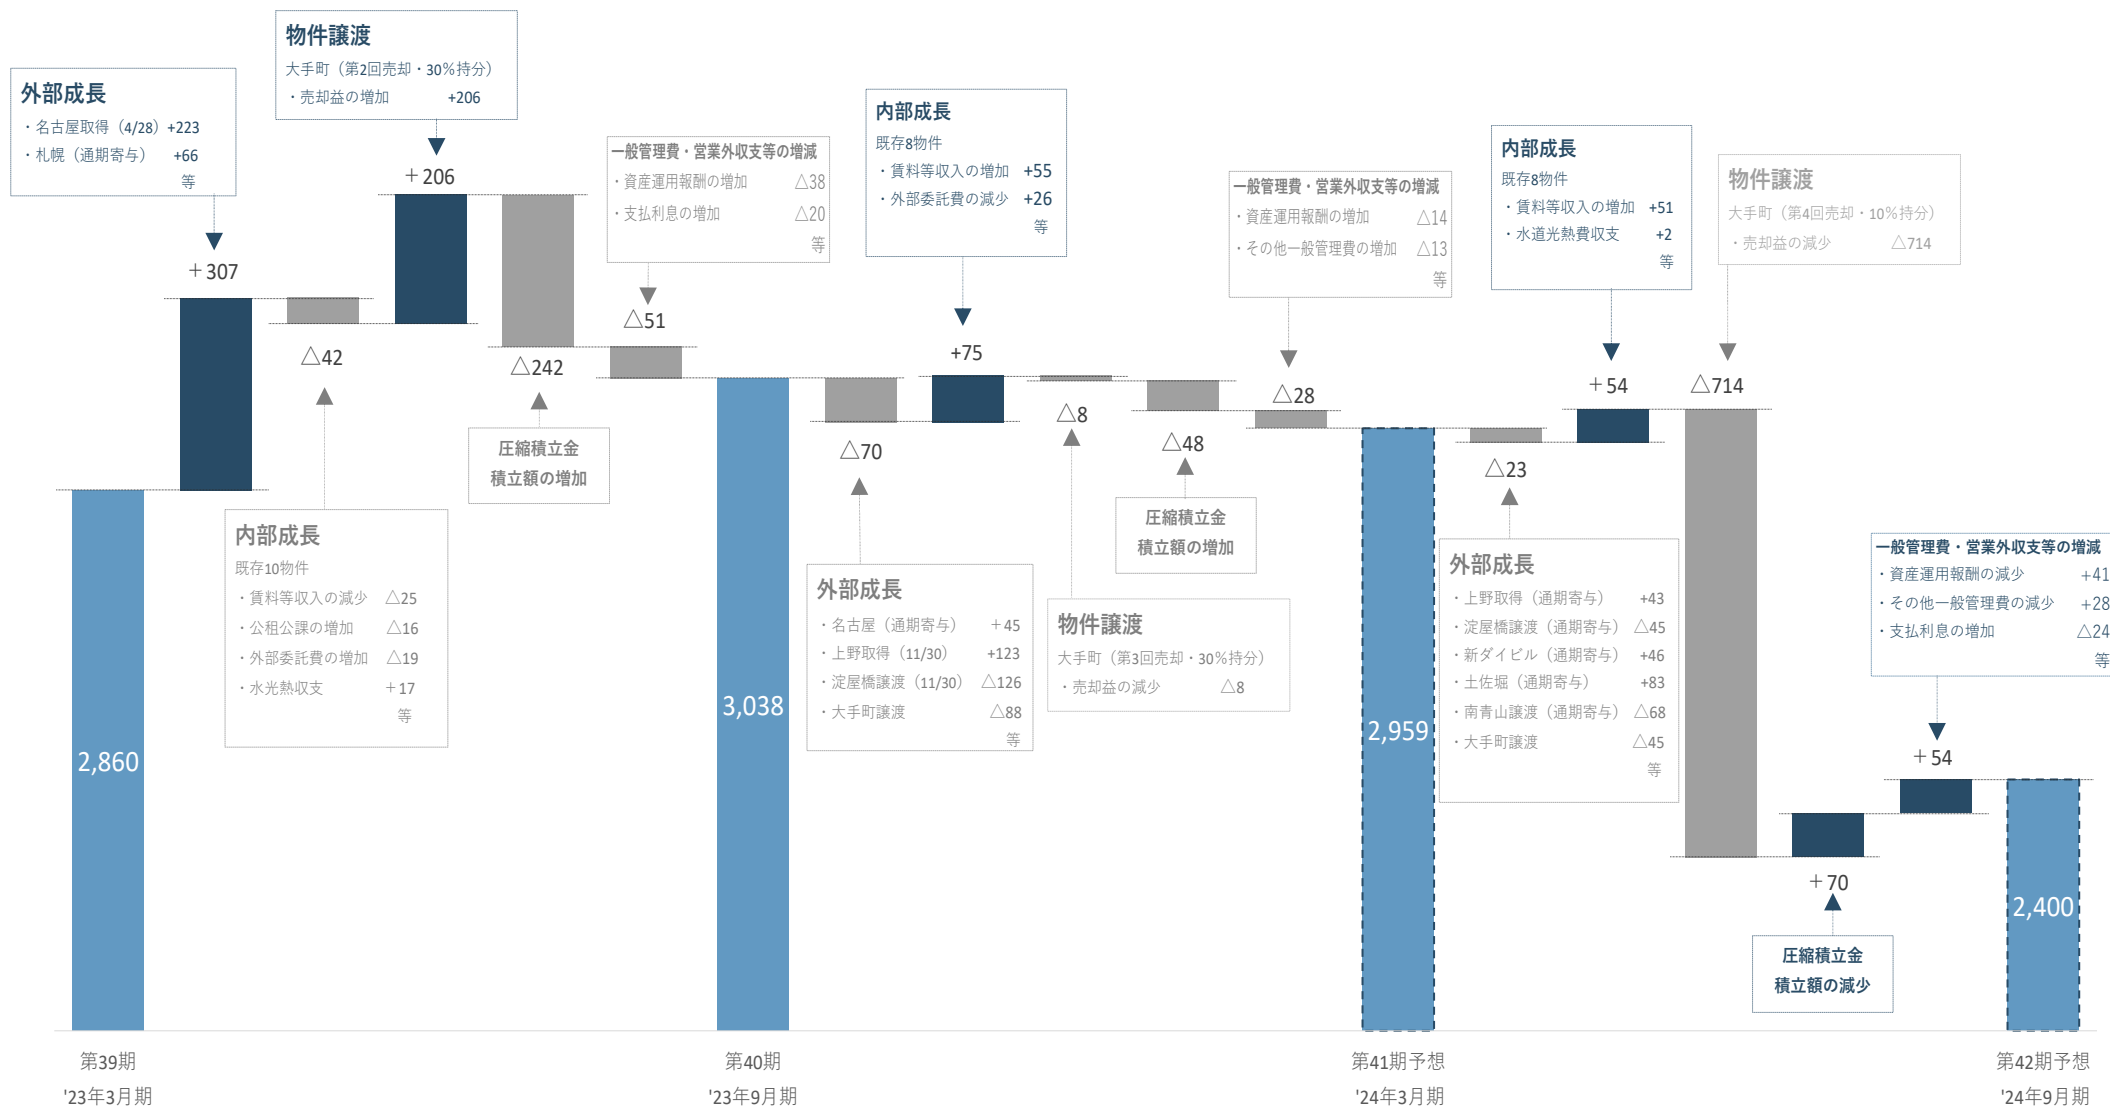 外部成長
・名古屋取得（4/28）+223
・札幌（通期寄与） +66
等
＋307
物件譲渡
大手町（第2回売却・30％持分）
・売却益の増加 +206
＋206
△42
内部成長
既存10物件
・賃料等収入の減少 △25
・公租公課の増加 △16
・外部委託費の増加 △19
・水光熱収支 ＋17
等
△242
圧縮積立金
積立額の増加
一般管理費・営業外収支等の増減
・資産運用報酬の増加 △38
・支払利息の増加 △20
等
△51
△70
外部成長
・名古屋（通期寄与） ＋45
・上野取得（11/30） +123
・淀屋橋譲渡（11/30） △126
・大手町譲渡 △88
等
内部成長
既存8物件
・賃料等収入の増加 +55
・外部委託費の減少 +26
等
+75
△8
物件譲渡
大手町（第3回売却・30％持分）
・売却益の減少 △8
△48
圧縮積立金
積立額の増加
一般管理費・営業外収支等の増減
・資産運用報酬の増加 △14
・その他一般管理費の増加 △13
等
△28
△23
外部成長
・上野取得（通期寄与） +43
・淀屋橋譲渡（通期寄与） △45
・新ダイビル（通期寄与） +46
・土佐堀（通期寄与） +83
・南青山譲渡（通期寄与） △68
・大手町譲渡 △45
等
内部成長
既存8物件
・賃料等収入の増加 +51
・水道光熱費収支 +2
等
＋54
物件譲渡
大手町（第4回売却・10％持分）
・売却益の減少 △714
△714
＋70
圧縮積立金
積立額の減少
一般管理費・営業外収支等の増減
・資産運用報酬の減少 +41
・その他一般管理費の減少 +28
・支払利息の増加 △24
等
＋54
2,860
3,038
2,959
2,400
第39期
'23年3月期
第40期
'23年9月期
第41期予想
'24年3月期
第42期予想
'24年9月期